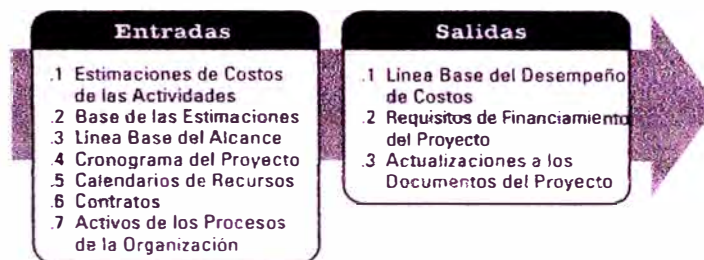 Entradas
.1 Estimaciones de Costos
de las Actividades
.2 Base de las Estimaciones
.3 Línea Base del Alcance
.4 Cronograma del Proyecto
.5 Calendarios de Recursos
.6 Contratos
.7 Activos de los Procesos
de la Organización
Salidas
.1 Línea Base del Desempeño
de Costos
.2 Requisitos de Financiamiento
del Proyecto
.3 Actualizaciones a los
Documentos del Proyecto